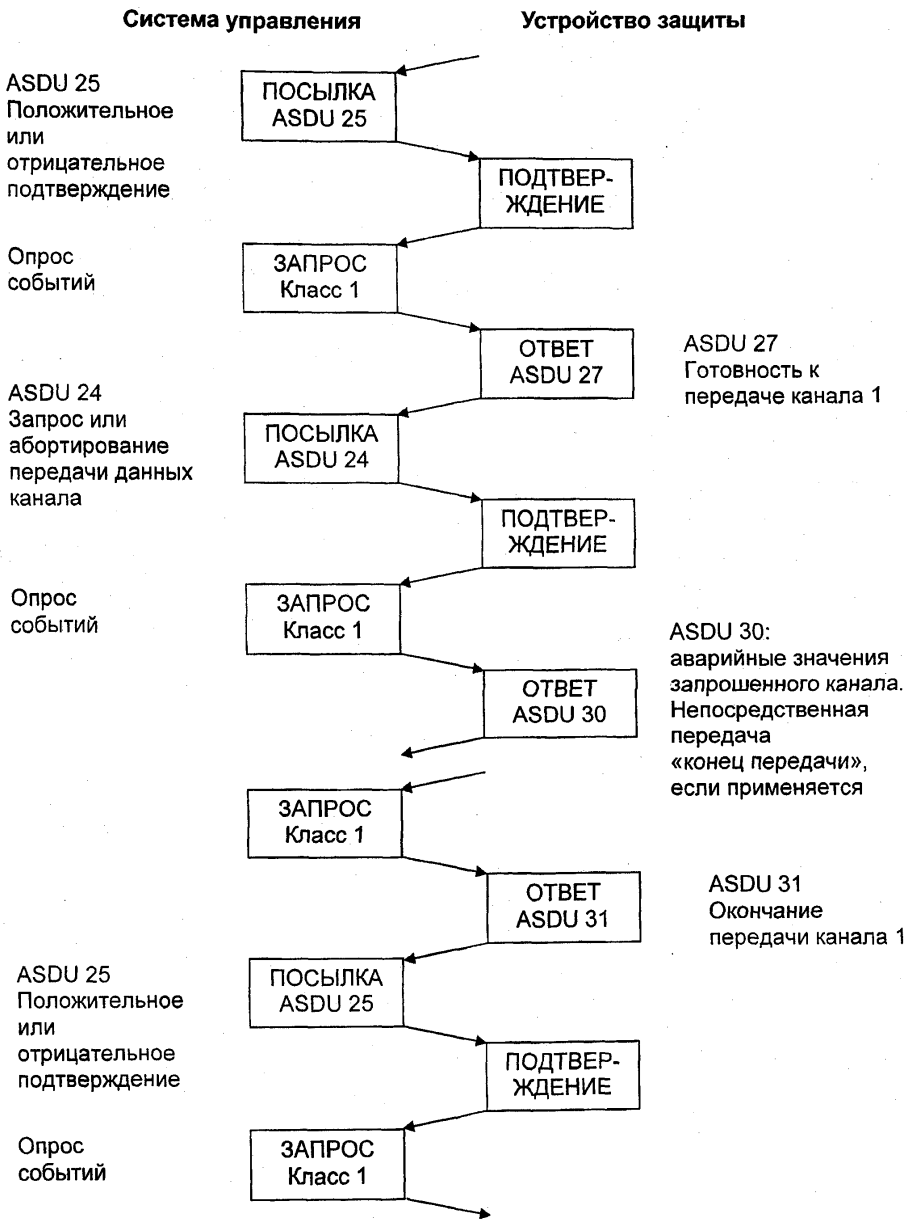 Система управления
Устройство защиты
ASDU 25
Положительное
или
отрицательное
подтверждение
ПОСЫЛКА
ASDU 25
ПОДТВЕР-
ЖДЕНИЕ
Опрос
событий
ЗАПРОС
Класс 1
ОТВЕТ
ASDU 27
ASDU 27
Готовность к
передаче канала 1
ASDU 24
Запрос или
абортирование
передачи данных
канала
ПОСЫЛКА
ASDU 24
ПОДТВЕР-
ЖДЕНИЕ
Опрос
событий
ЗАПРОС
Класс 1
ОТВЕТ
ASDU 30
ASDU 30:
аварийные значения
запрошенного канала.
Непосредственная
передача
«конец передачи»,
если применяется
ЗАПРОС
Класс 1
ОТВЕТ
ASDU 31
ASDU 31
Окончание
передачи канала 1
ASDU 25
Положительное
или
отрицательное
подтверждение
ПОСЫЛКА
ASDU 25
ПОДТВЕР-
ЖДЕНИЕ
Опрос
событий
ЗАПРОС
Класс 1